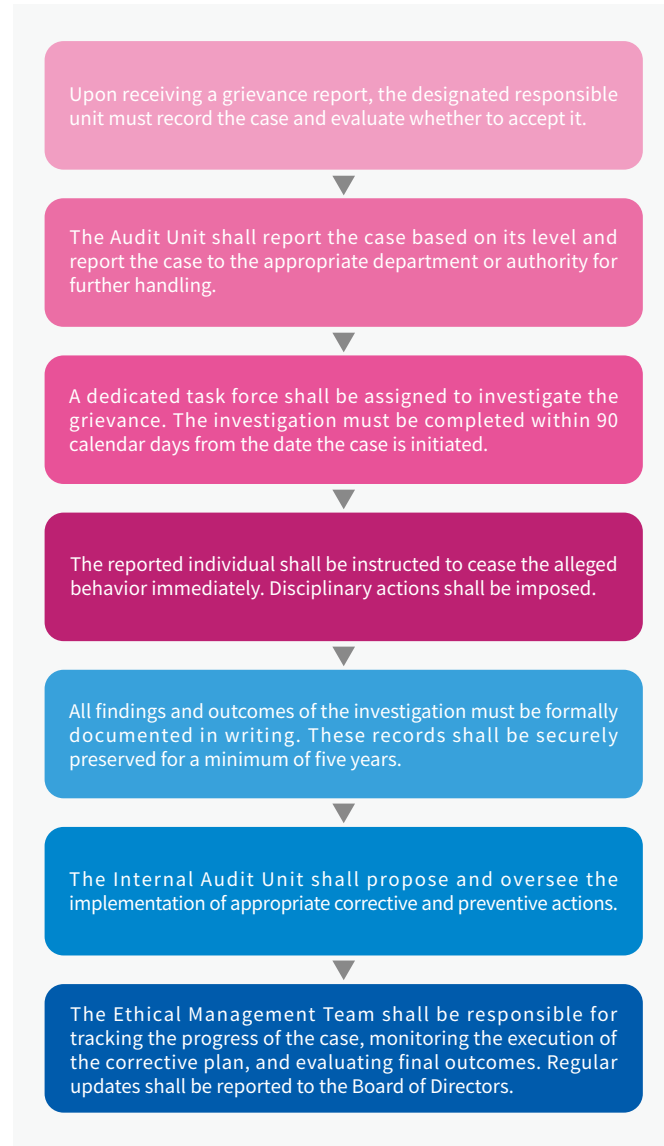 Upon receiving a grievance report, the designated responsible
unit must record the case and evaluate whether to accept it.
The Audit Unit shall report the case based on its level and
report the case to the appropriate department or authority for
further handling.
A dedicated task force shall be assigned to investigate the
grievance. The investigation must be completed within 90
calendar days from the date the case is initiated.
The reported individual shall be instructed to cease the alleged
behavior immediately. Disciplinary actions shall be imposed.
All findings and outcomes of the investigation must be formally
documented in writing. These records shall be securely
preserved for a minimum of five years.
The Internal Audit Unit shall propose and oversee the
implementation of appropriate corrective and preventive actions.
The Ethical Management Team shall be responsible for
tracking the progress of the case, monitoring the execution of
the corrective plan, and evaluating final outcomes. Regular
updates shall be reported to the Board of Directors.